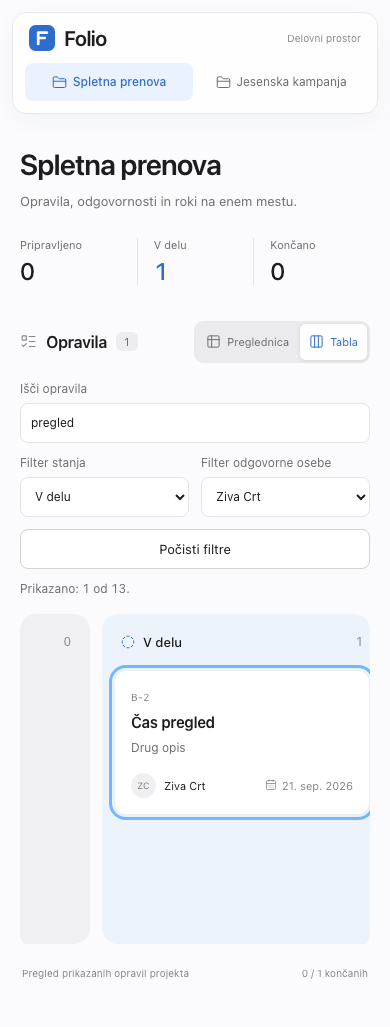 Folio
Delovni prostor
Spletna prenova
Jesenska kampanja
Spletna prenova
Opravila, odgovornosti in roki na enem mestu.
Pripravljeno
V delu
Končano
0
1
0
Opravila
1
Preglednica
Tabla
Išči opravila
pregled
Filter stanja
Filter odgovorne osebe
V delu
Ziva Crt
Počisti filtre
Prikazano: 1 od 13.
0
V delu
1
B-2
Čas pregled
Drug opis
ZC
Ziva Crt
21. sep. 2026
Pregled prikazanih opravil projekta
0 / 1 končanih